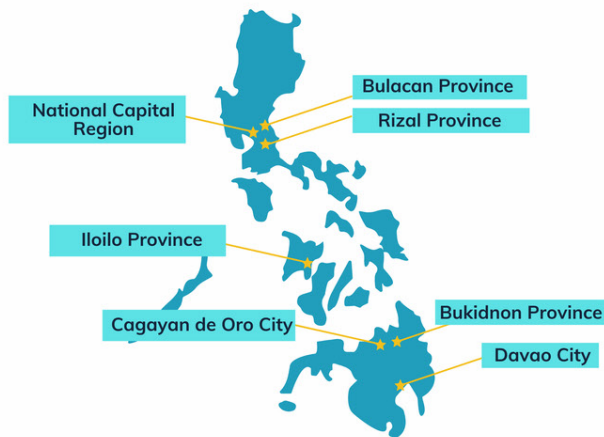 Bulacan Province
National Capital
Region
Rizal Province
Iloilo Province
Bukidnon Province
Cagayan de Oro City
Davao City